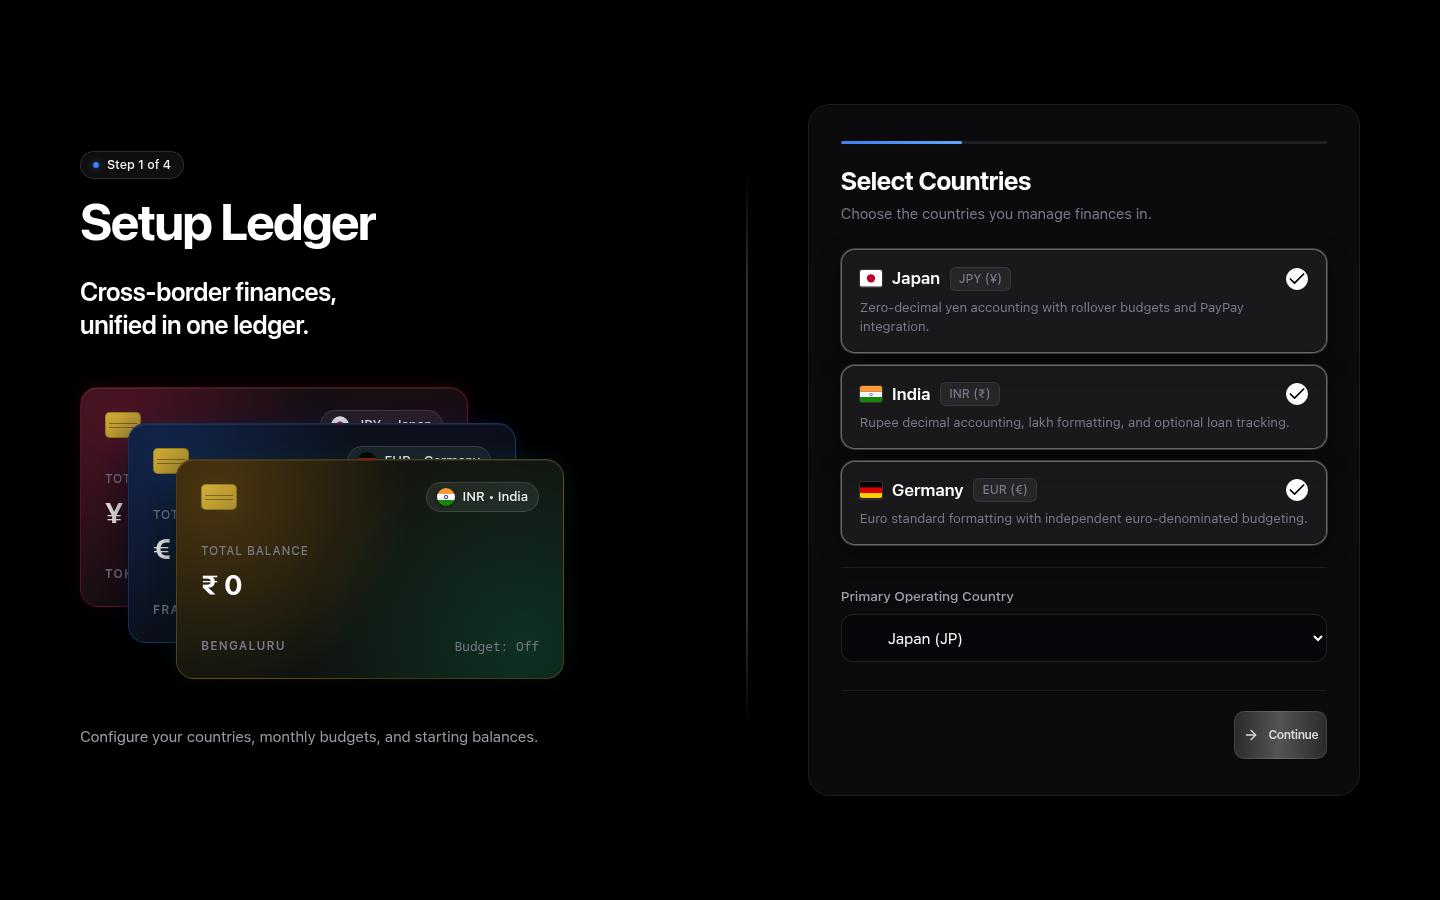 Step 1 of 4
Setup Ledger
Cross-border finances,
unified in one ledger.
TOTAL BALANCE
¥
€
INR • India
₹ 0
BENGALURU
Budget: Off
Configure your countries, monthly budgets, and starting balances.
Select Countries
Choose the countries you manage finances in.
Japan JPY (¥)
Zero-decimal yen accounting with rollover budgets and PayPay
integration.
India INR (₹)
Rupee decimal accounting, lakh formatting, and optional loan tracking.
Germany EUR (€)
Euro standard formatting with independent euro-denominated budgeting.
Primary Operating Country
Japan (JP)
Continue